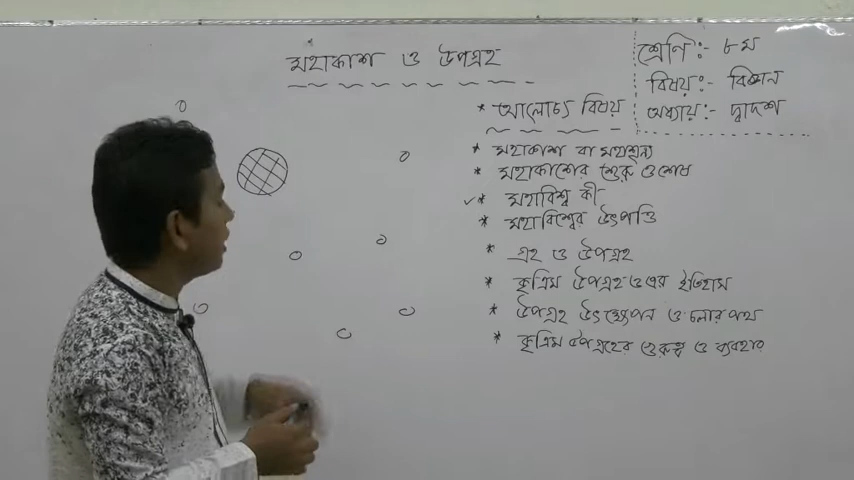 মহাকাশ ও উপগ্রহ
শ্রেণি:- ৮ম
বিষয়:- বিজ্ঞান
অধ্যায়:- দ্বাদশ
* আলোচ্য বিষয়
* মহাকাশ বা মহাশূন্য
* মহাকাশের শুরু ও শেষ
✓* মহাবিশ্ব কী
* মহাবিশ্বের উৎপত্তি
* গ্রহ ও উপগ্রহ
* কৃত্রিম উপগ্রহ ও এর ইতিহাস
* উপগ্রহ উৎক্ষেপন ও চলার পথ
* কৃত্রিম উপগ্রহের গুরুত্ব ও ব্যবহার